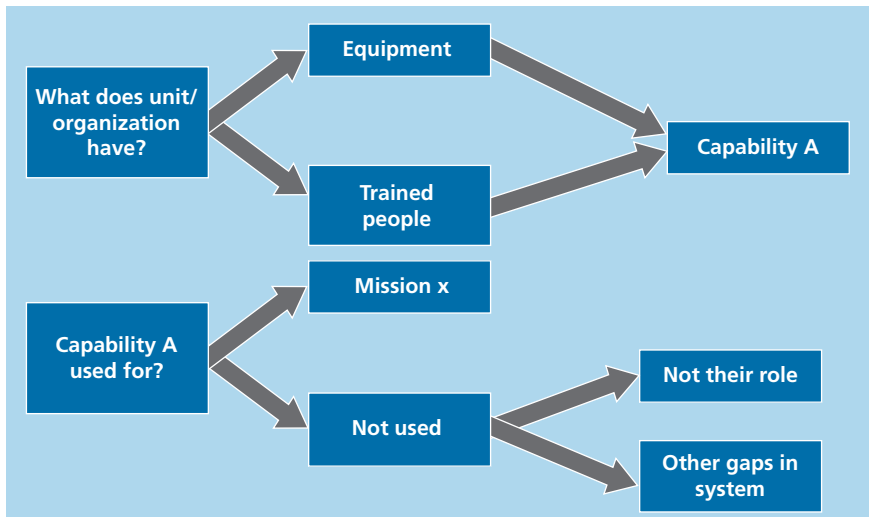 Equipment
What does unit/
organization
have?
Capability A
Trained
people
Mission x
Capability A
used for?
Not their role
Not used
Other gaps in
system